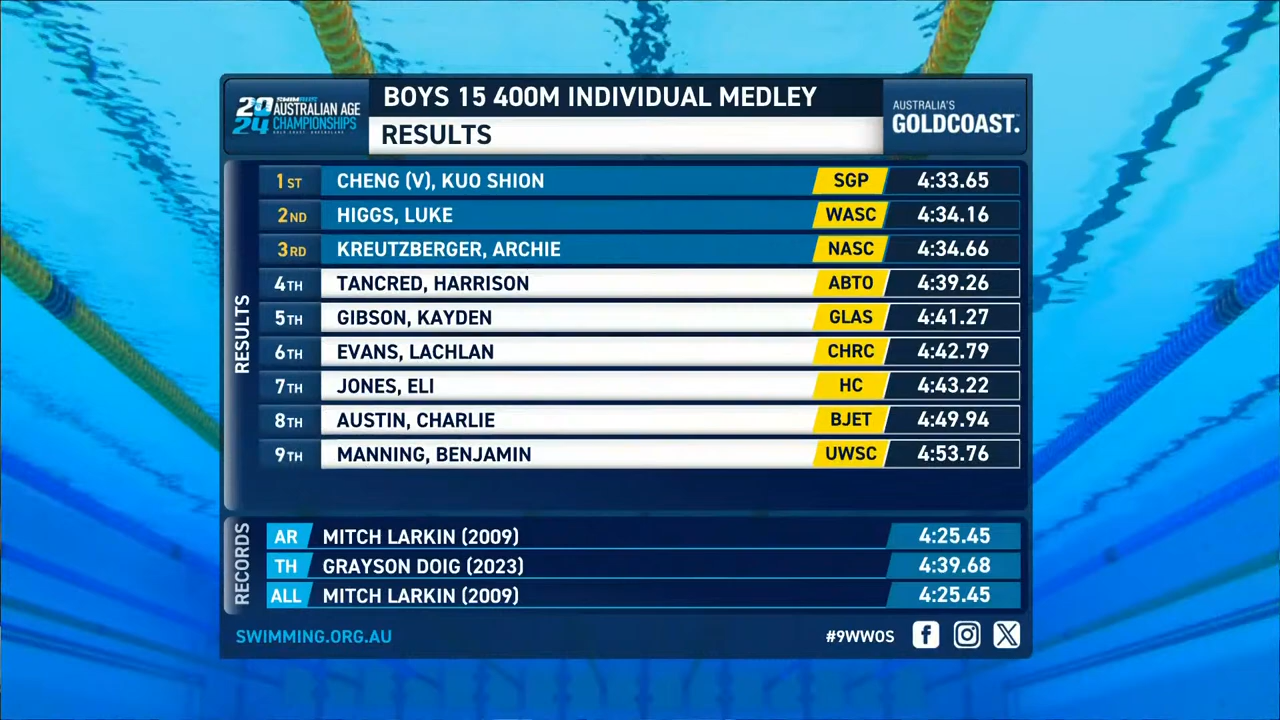 20
24
AUSTRALIAN AGE
CHAMPIONSHIPS
BOYS 15 400M INDIVIDUAL MEDLEY
RESULTS
AUSTRALIA'S
GOLDCOAST.
RESULTS
1ST CHENG (V), KUO SHION SGP 4:33.65
2ND HIGGS, LUKE WASC 4:34.16
3RD KREUTZBERGER, ARCHIE NASC 4:34.66
4TH TANCRED, HARRISON ABTO 4:39.26
5TH GIBSON, KAYDEN GLAS 4:41.27
6TH EVANS, LACHLAN CHRC 4:42.79
7TH JONES, ELI HC 4:43.22
8TH AUSTIN, CHARLIE BJET 4:49.94
9TH MANNING, BENJAMIN UWSC 4:53.76
RECORDS
AR MITCH LARKIN (2009) 4:25.45
TH GRAYSON DOIG (2023) 4:39.68
ALL MITCH LARKIN (2009) 4:25.45
SWIMMING.ORG.AU #9WWOS